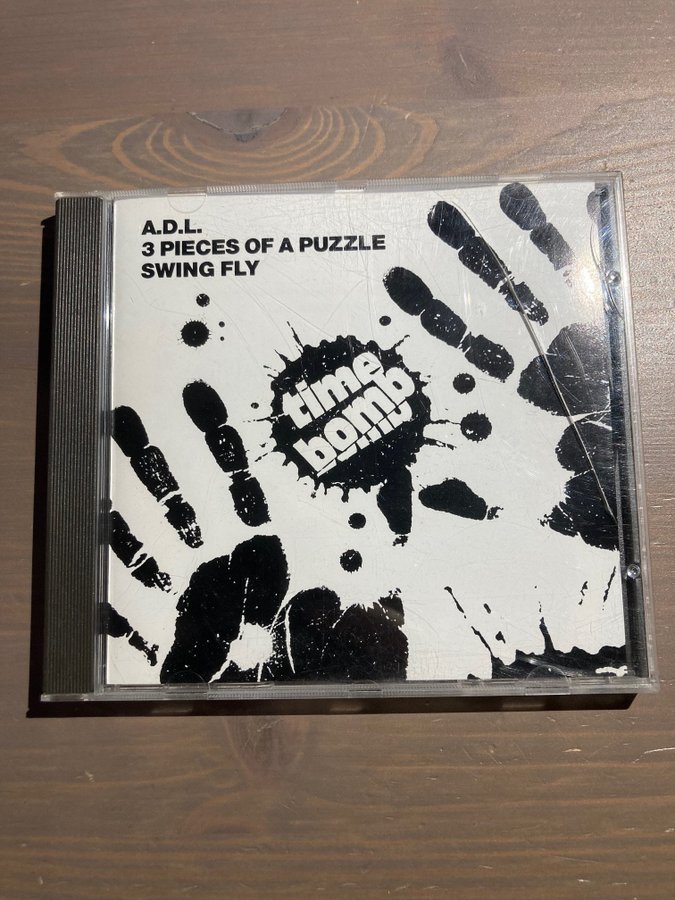 A.D.L.
3 PIECES OF A PUZZLE
SWING FLY
time
bomb